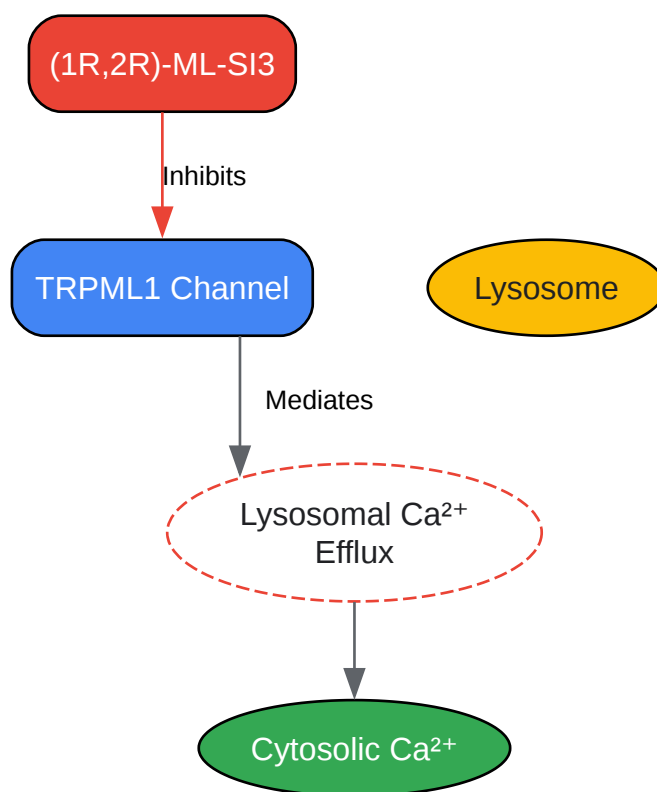 (1R,2R)-ML-SI3
Inhibits
TRPML1 Channel
Lysosome
Mediates
Lysosomal Ca²⁺
Efflux
Cytosolic Ca²⁺